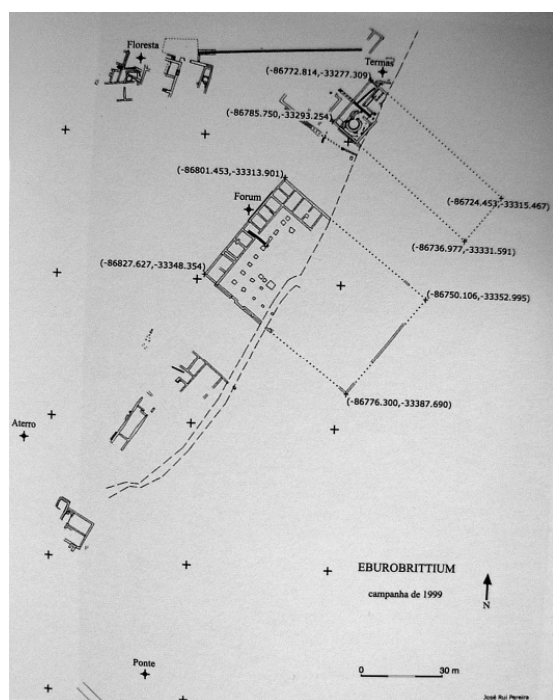 Floresta
Termas
(-86772.814,-33277.309)
(-86785.750,-33293.254)
(-86801.453,-33313.901)
Forum
(-86724.453,-33315.467)
(-86736.977,-33331.591)
(-86827.627,-33348.354)
(-86750.106,-33352.995)
(-86776.300,-33387.690)
Aterro
EBUROBRITTIUM
campanha de 1999
N
Ponte
0 30 m
José Rui Pereira